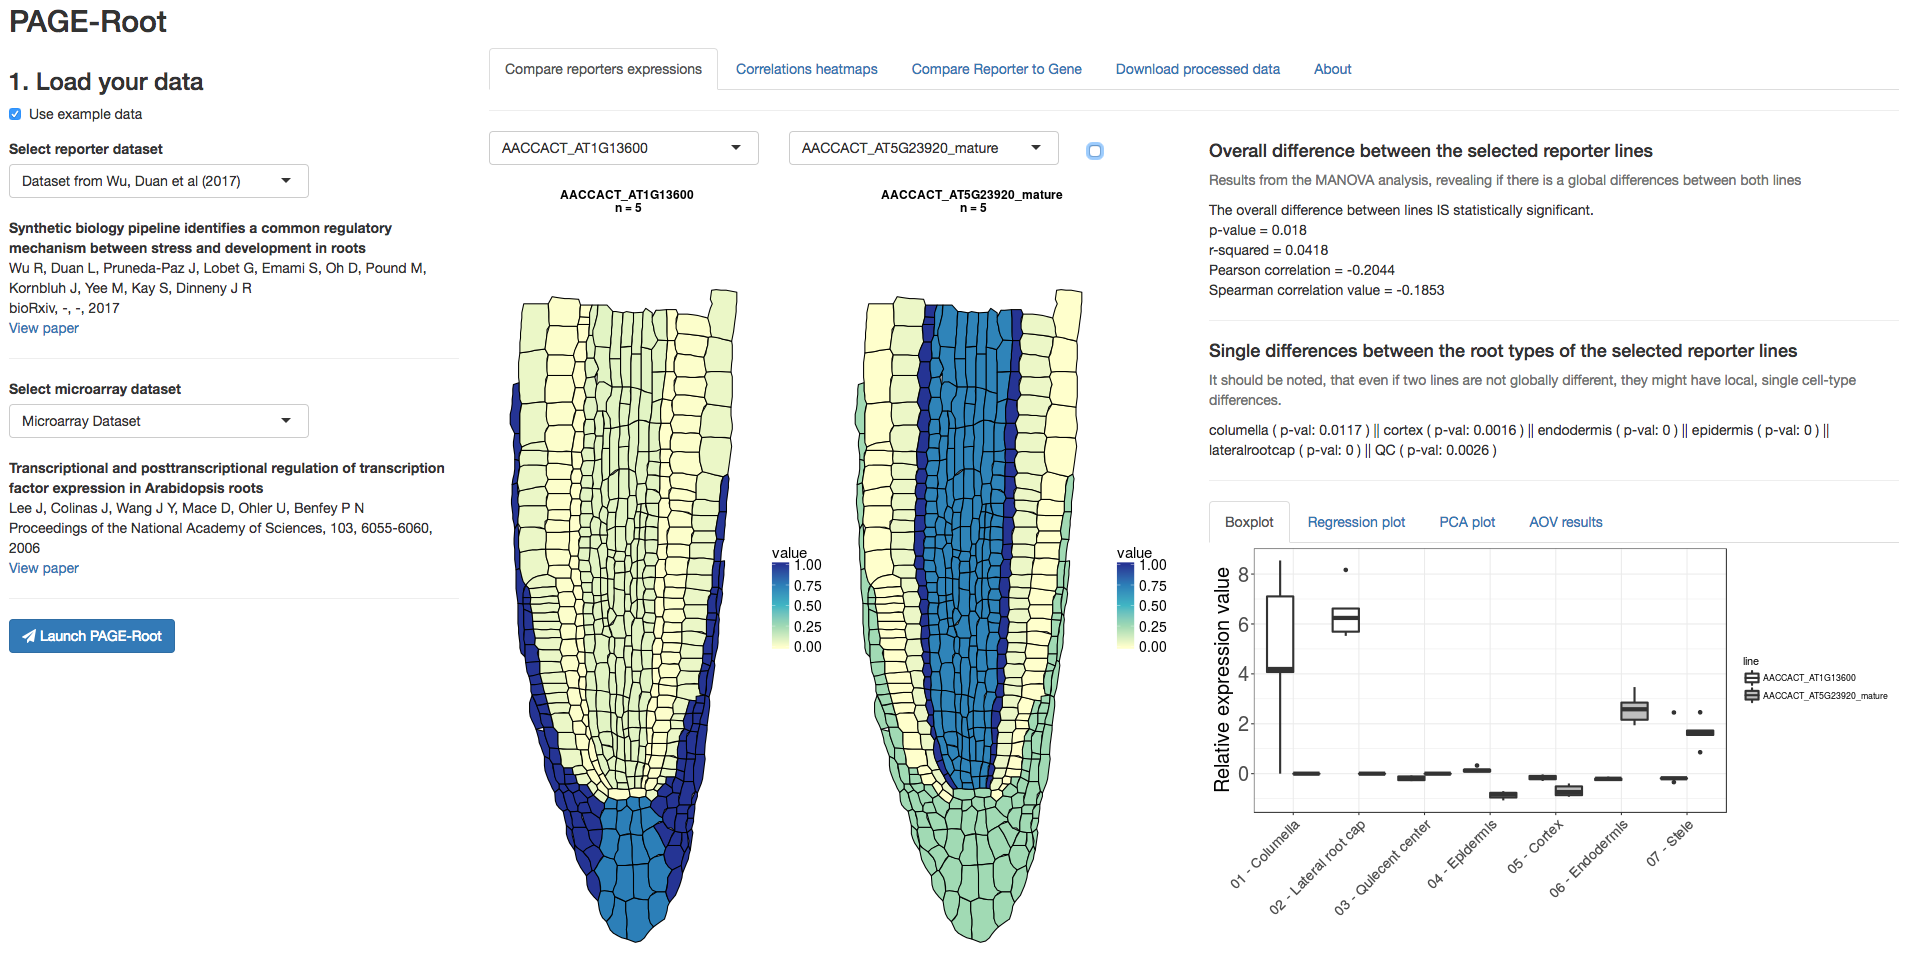 PAGE-Root
1. Load your data
Use example data
Select reporter dataset
Dataset from Wu, Duan et al (2017)
Synthetic biology pipeline identifies a common regulatory
mechanism between stress and development in roots
Wu R, Duan L, Pruneda-Paz J, Lobet G, Emami S, Oh D, Pound M,
Kornbluh J, Yee M, Kay S, Dinneny J R
bioRxiv, -, -, 2017
View paper
Select microarray dataset
Microarray Dataset
Transcriptional and posttranscriptional regulation of transcription
factor expression in Arabidopsis roots
Lee J, Colinas J, Wang J Y, Mace D, Ohler U, Benfey P N
Proceedings of the National Academy of Sciences, 103, 6055-6060,
2006
View paper
Launch PAGE-Root
Compare reporters expressions
Correlations heatmaps
Compare Reporter to Gene
Download processed data
About
AACCACT_AT1G13600
AACCACT_AT5G23920_mature
AACCACT_AT1G13600
n = 5
value
1.00
0.75
0.50
0.25
0.00
AACCACT_AT5G23920_mature
n = 5
value
1.00
0.75
0.50
0.25
0.00
Overall difference between the selected reporter lines
Results from the MANOVA analysis, revealing if there is a global differences between both lines
The overall difference between lines IS statistically significant.
p-value = 0.018
r-squared = 0.0418
Pearson correlation = -0.2044
Spearman correlation value = -0.1853
Single differences between the root types of the selected reporter lines
It should be noted, that even if two lines are not globally different, they might have local, single cell-type
differences.
columella ( p-val: 0.0117 ) || cortex ( p-val: 0.0016 ) || endodermis ( p-val: 0 ) || epidermis ( p-val: 0 ) ||
lateralrootcap ( p-val: 0 ) || QC ( p-val: 0.0026 )
Boxplot
Regression plot
PCA plot
AOV results
Relative expression value
8
6
4
2
0
01 - Columella
02 - Lateral root cap
03 - Quiecent center
04 - Epidermis
05 - Cortex
06 - Endodermis
07 - Stele
line
AACCACT_AT1G13600
AACCACT_AT5G23920_mature